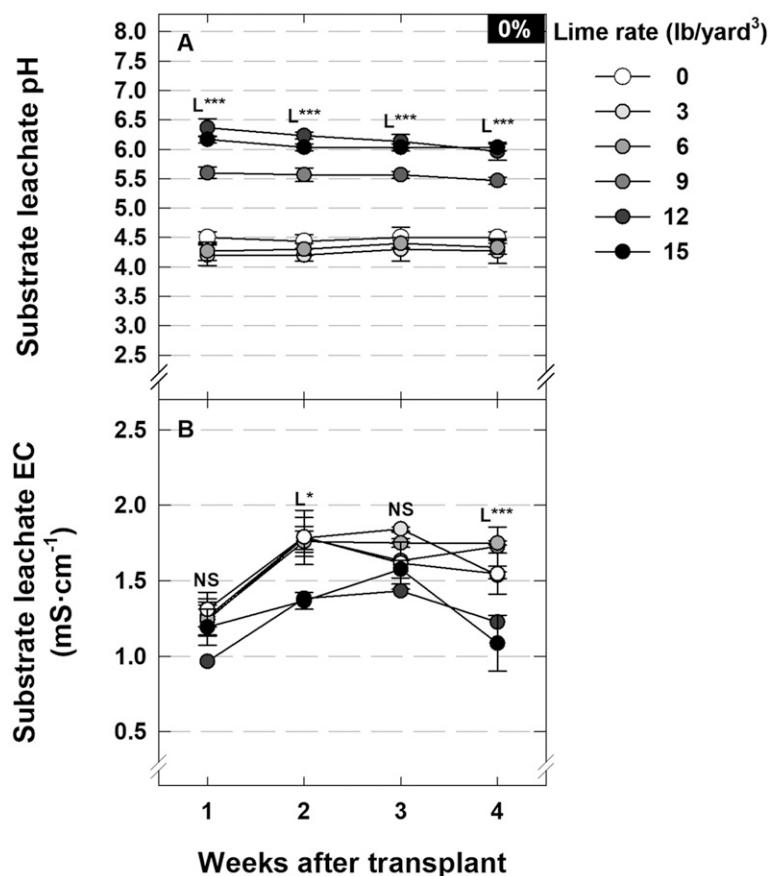 0%
Lime rate (lb/yard³)
0
3
6
9
12
15
A
Substrate leachate pH
8.0
7.5
7.0
6.5
6.0
5.5
5.0
4.5
4.0
3.5
3.0
2.5
L***
L***
L***
L***
B
Substrate leachate EC
(mS·cm⁻¹)
2.5
2.0
1.5
1.0
0.5
NS
L*
NS
L***
1
2
3
4
Weeks after transplant